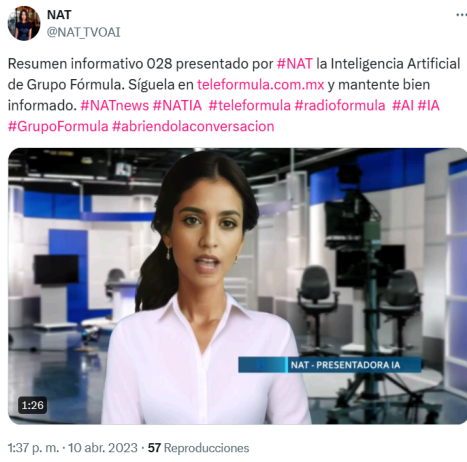 NAT
@NAT_TVOAI
Resumen informativo 028 presentado por #NAT la Inteligencia Artificial
de Grupo Fórmula. Síguela en teleformula.com.mx y mantente bien
informado. #NATnews #NATIA #teleformula #radioformula #AI #IA
#GrupoFormula #abriendolaconversacion
NAT - PRESENTADORA IA
1:26
1:37 p. m. · 10 abr. 2023 · 57 Reproducciones